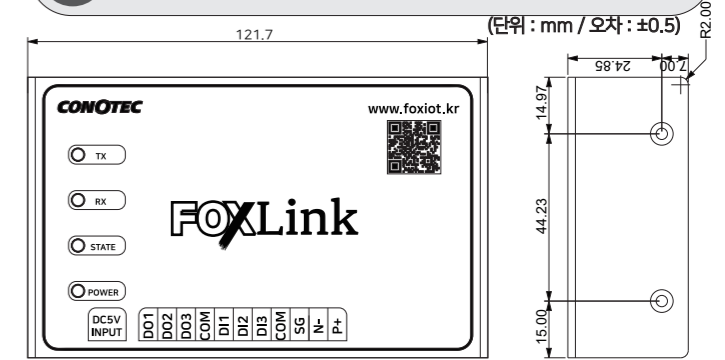 (단위 : mm / 오차 : ±0.5)
R2.00
121.7
24.85
7.00
CONOTEC
www.foxiot.kr
14.97
TX
RX
FOXLink
44.23
STATE
POWER
DC5V
INPUT
DO1
DO2
DO3
COM
DI1
DI2
DI3
COM
SG
N-
P+
15.00